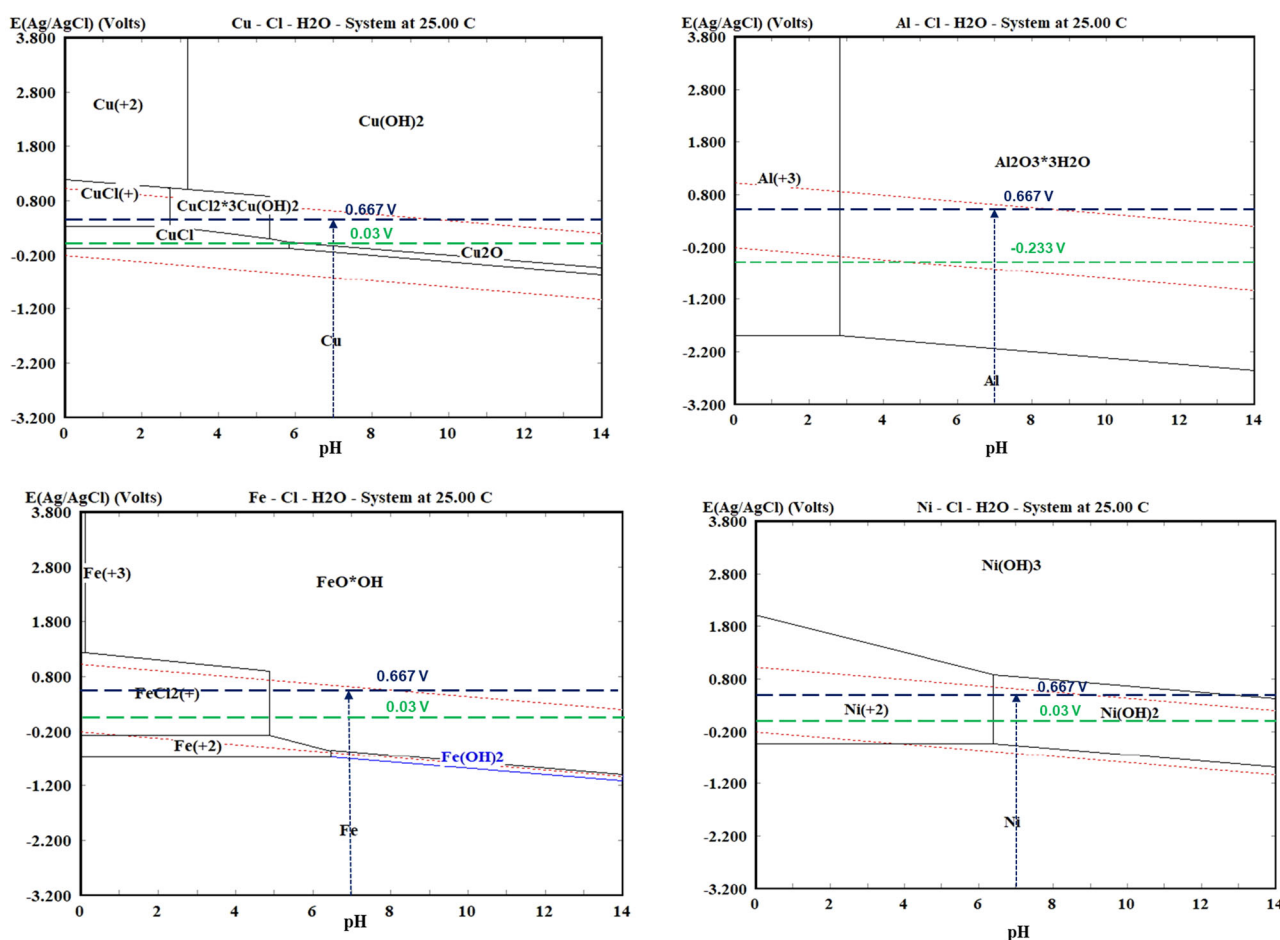 E(Ag/AgCl) (Volts) Cu - Cl - H2O - System at 25.00 C
3.800
2.800
1.800
0.800
-0.200
-1.200
-2.200
-3.200
Cu(+2)
Cu(OH)2
CuCl(+)
CuCl2*3Cu(OH)2
0.667 V
CuCl
0.03 V
Cu2O
Cu
0 2 4 6 8 10 12 14
pH
E(Ag/AgCl) (Volts) Al - Cl - H2O - System at 25.00 C
3.800
2.800
1.800
0.800
-0.200
-1.200
-2.200
-3.200
Al2O3*3H2O
Al(+3)
0.667 V
-0.233 V
Al
0 2 4 6 8 10 12 14
pH
E(Ag/AgCl) (Volts) Fe - Cl - H2O - System at 25.00 C
3.800
2.800
1.800
0.800
-0.200
-1.200
-2.200
-3.200
Fe(+3)
FeO*OH
0.667 V
FeCl2(+)
0.03 V
Fe(+2)
Fe(OH)2
Fe
0 2 4 6 8 10 12 14
pH
E(Ag/AgCl) (Volts) Ni - Cl - H2O - System at 25.00 C
3.800
2.800
1.800
0.800
-0.200
-1.200
-2.200
-3.200
Ni(OH)3
0.667 V
Ni(+2)
0.03 V
Ni(OH)2
Ni
0 2 4 6 8 10 12 14
pH